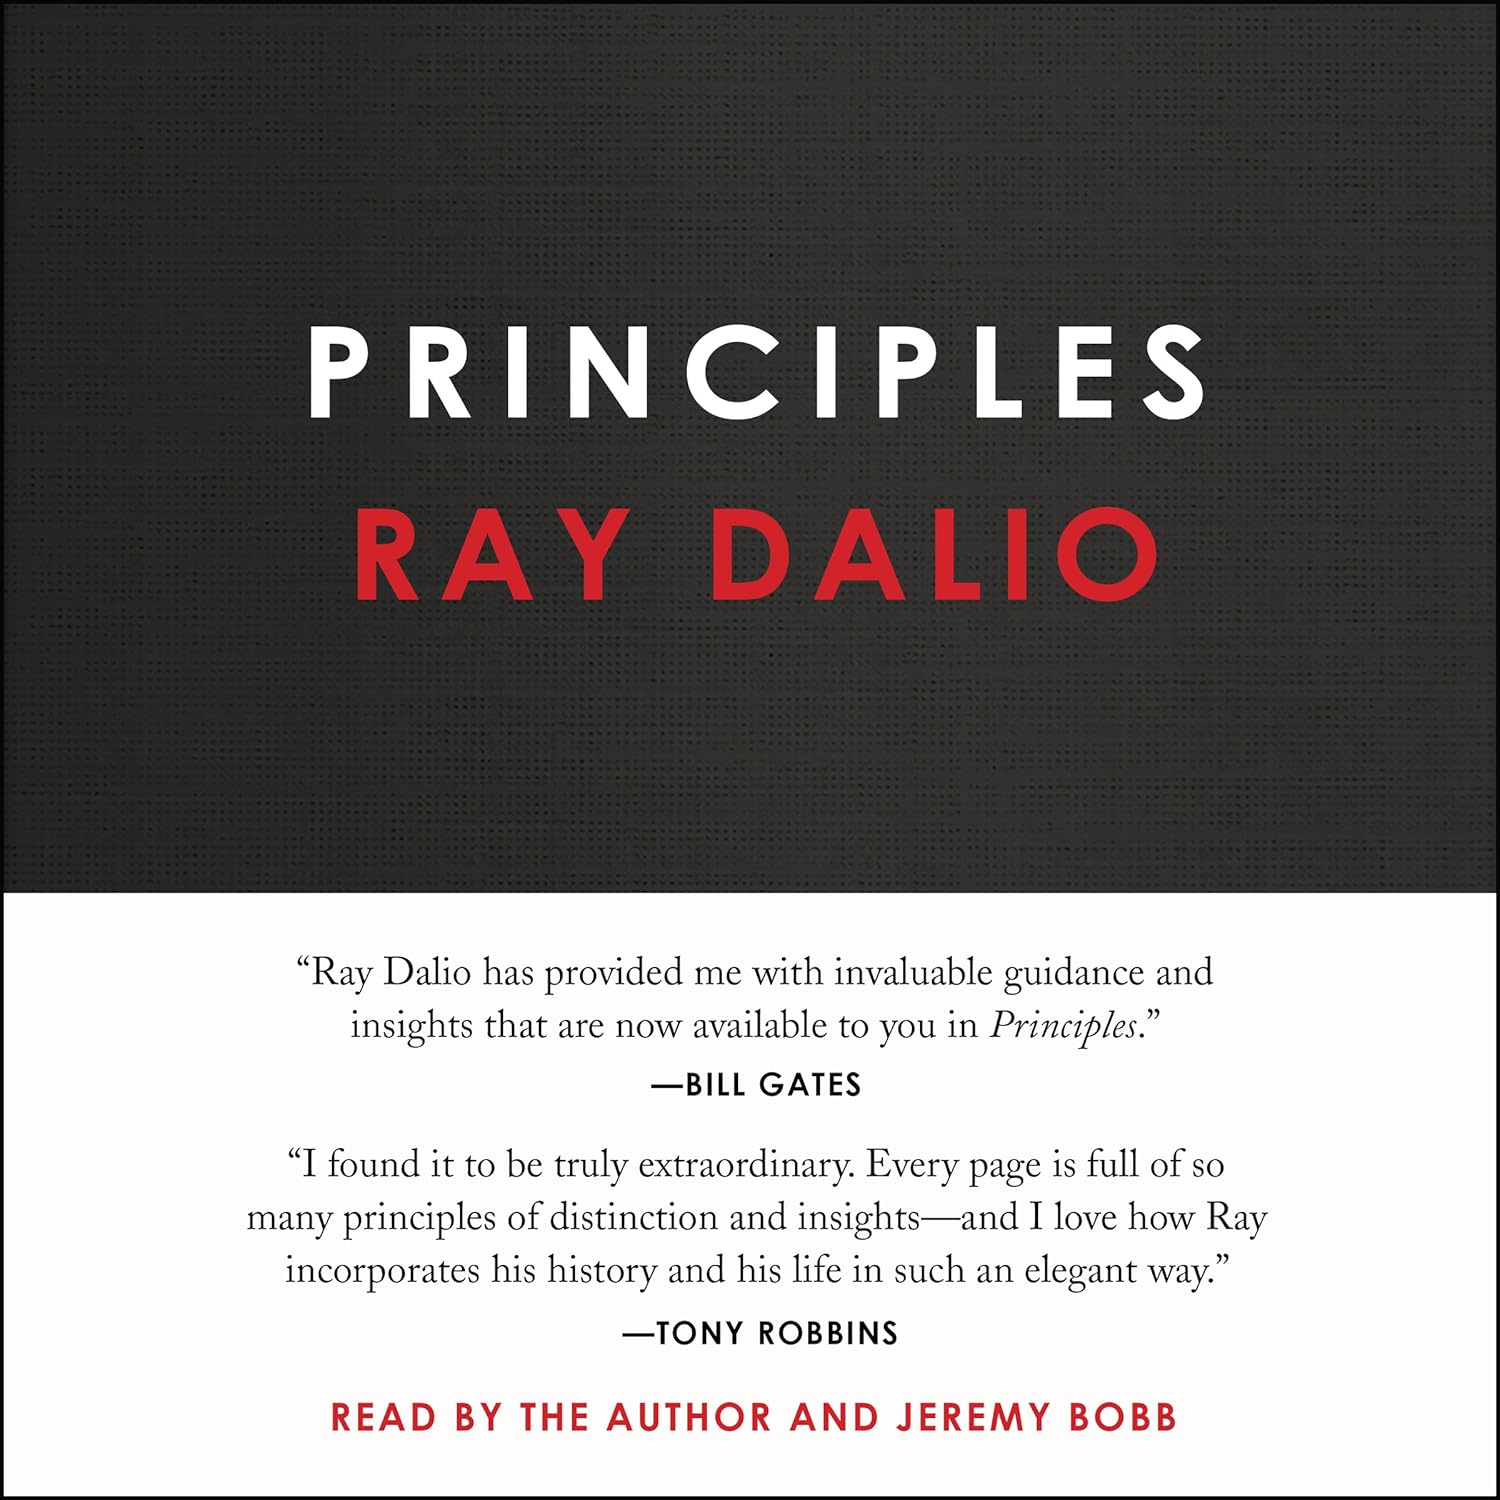 PRINCIPLES
RAY DALIO
“Ray Dalio has provided me with invaluable guidance and
insights that are now available to you in Principles.”
—BILL GATES
“I found it to be truly extraordinary. Every page is full of so
many principles of distinction and insights—and I love how Ray
incorporates his history and his life in such an elegant way.”
—TONY ROBBINS
READ BY THE AUTHOR AND JEREMY BOBB